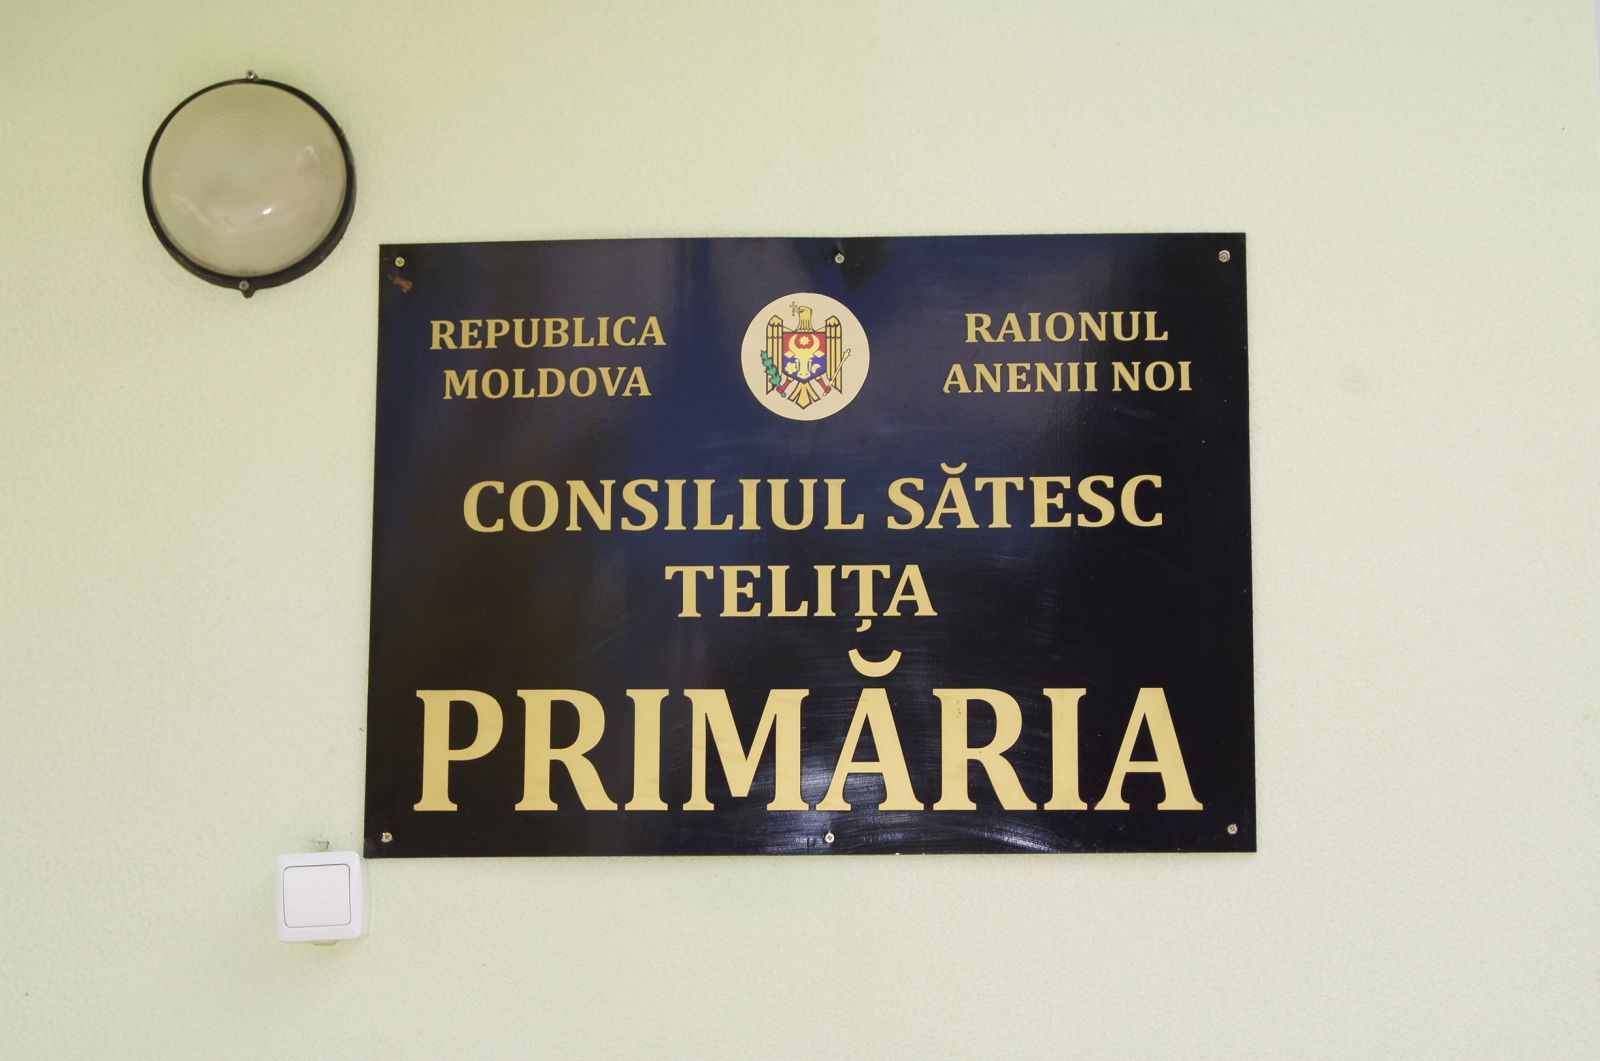 REPUBLICA
MOLDOVA
RAIONUL
ANENII NOI
CONSILIUL SĂTESC
TELIȚA
PRIMĂRIA